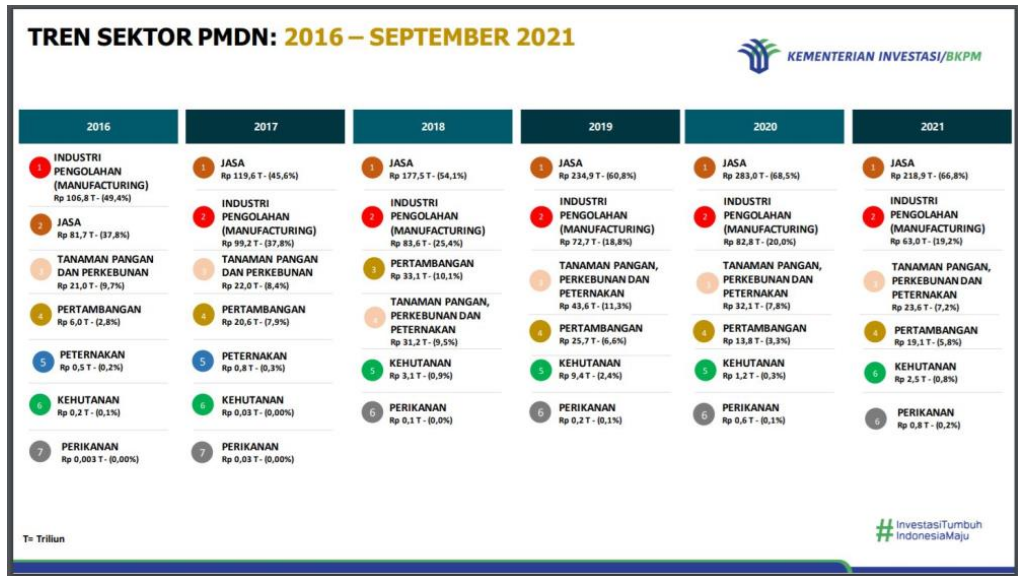 TREN SEKTOR PMDN: 2016 – SEPTEMBER 2021
KEMENTERIAN INVESTASI/BKPM
2016
1
INDUSTRI
PENGOLAHAN
(MANUFACTURING)
Rp 106,8 T - (49,4%)
2
JASA
Rp 81,7 T - (37,8%)
3
TANAMAN PANGAN
DAN PERKEBUNAN
Rp 21,0 T - (9,7%)
4
PERTAMBANGAN
Rp 6,0 T - (2,8%)
5
PETERNAKAN
Rp 0,5 T - (0,2%)
6
KEHUTANAN
Rp 0,2 T - (0,1%)
7
PERIKANAN
Rp 0,003 T - (0,00%)
2017
1
JASA
Rp 119,6 T - (45,6%)
2
INDUSTRI
PENGOLAHAN
(MANUFACTURING)
Rp 99,2 T - (37,8%)
3
TANAMAN PANGAN
DAN PERKEBUNAN
Rp 22,0 T - (8,4%)
4
PERTAMBANGAN
Rp 20,6 T - (7,9%)
5
PETERNAKAN
Rp 0,8 T - (0,3%)
6
KEHUTANAN
Rp 0,03 T - (0,00%)
7
PERIKANAN
Rp 0,03 T - (0,00%)
2018
1
JASA
Rp 177,5 T - (54,1%)
2
INDUSTRI
PENGOLAHAN
(MANUFACTURING)
Rp 83,6 T - (25,4%)
3
PERTAMBANGAN
Rp 33,1 T - (10,1%)
TANAMAN PANGAN,
PERKEBUNAN DAN
PETERNAKAN
Rp 31,2 T - (9,5%)
5
KEHUTANAN
Rp 3,1 T - (0,9%)
6
PERIKANAN
Rp 0,1 T - (0,0%)
2019
1
JASA
Rp 234,9 T - (60,8%)
2
INDUSTRI
PENGOLAHAN
(MANUFACTURING)
Rp 72,7 T - (18,8%)
3
TANAMAN PANGAN,
PERKEBUNAN DAN
PETERNAKAN
Rp 43,6 T - (11,3%)
4
PERTAMBANGAN
Rp 25,7 T - (6,6%)
5
KEHUTANAN
Rp 9,4 T - (2,4%)
6
PERIKANAN
Rp 0,2 T - (0,1%)
2020
1
JASA
Rp 283,0 T - (68,5%)
2
INDUSTRI
PENGOLAHAN
(MANUFACTURING)
Rp 82,8 T - (20,0%)
3
TANAMAN PANGAN,
PERKEBUNAN DAN
PETERNAKAN
Rp 32,1 T - (7,8%)
4
PERTAMBANGAN
Rp 13,8 T - (3,3%)
5
KEHUTANAN
Rp 1,2 T - (0,3%)
6
PERIKANAN
Rp 0,6 T - (0,1%)
2021
1
JASA
Rp 218,9 T - (66,8%)
2
INDUSTRI
PENGOLAHAN
(MANUFACTURING)
Rp 63,0 T - (19,2%)
3
TANAMAN PANGAN,
PERKEBUNAN DAN
PETERNAKAN
Rp 23,6 T - (7,2%)
4
PERTAMBANGAN
Rp 19,1 T - (5,8%)
6
KEHUTANAN
Rp 2,5 T - (0,8%)
6
PERIKANAN
Rp 0,8 T - (0,2%)
T= Triliun
# InvestasiTumbuh
IndonesiaMaju